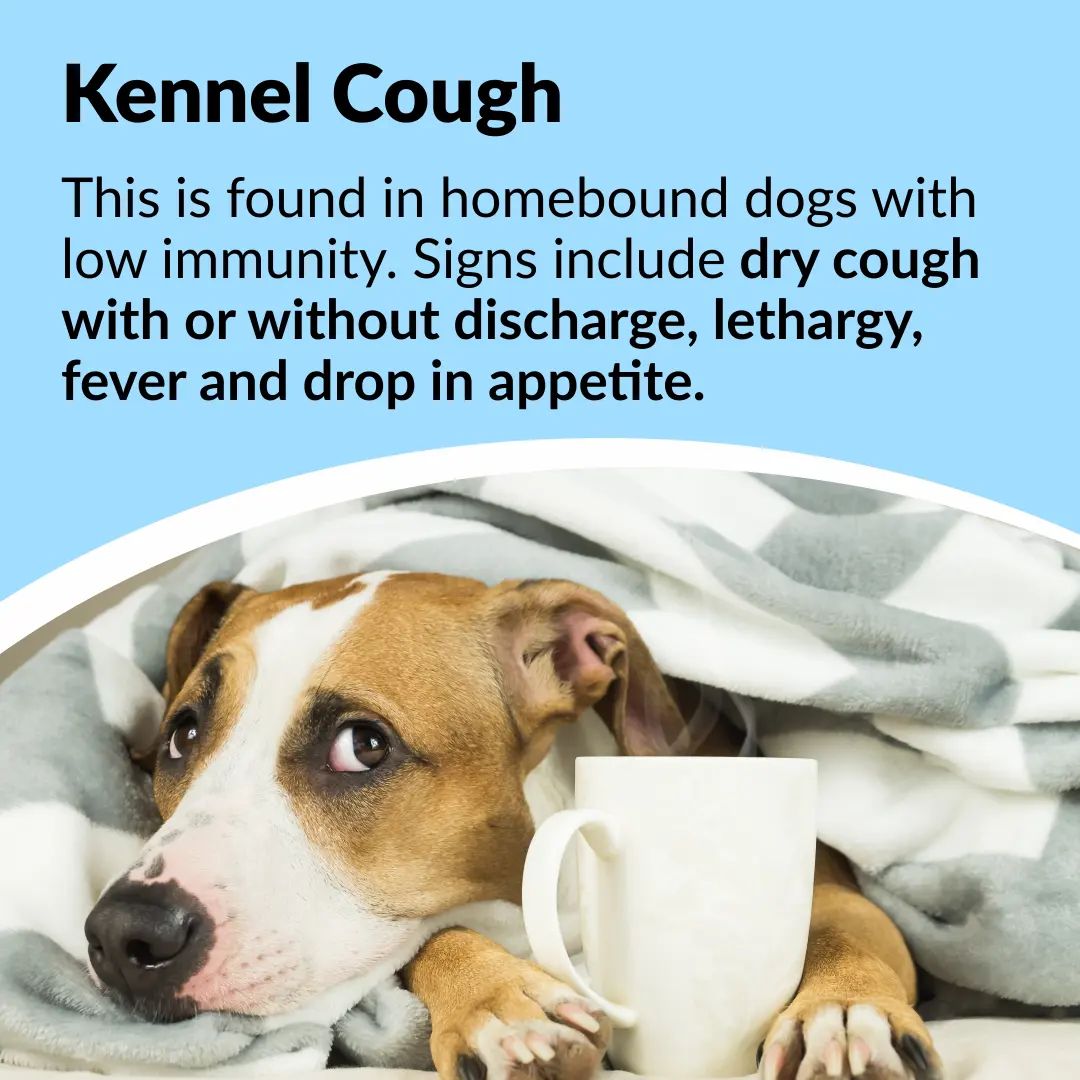 Kennel Cough
This is found in homebound dogs with
low immunity. Signs include dry cough
with or without discharge, lethargy,
fever and drop in appetite.